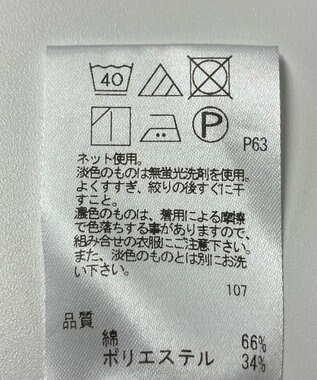 40
P
P63
ネット使用。
淡色のものは無蛍光洗剤を使用。
よくすすぎ、絞りの後すぐに干
すこと。
濃色のものは、着用による摩擦
で色落ちする事がありますので、
組み合せの衣服にご注意下さい。
また、淡色のものとは別にお洗
い下さい。
107
品質
綿 66%
ポリエステル 34%